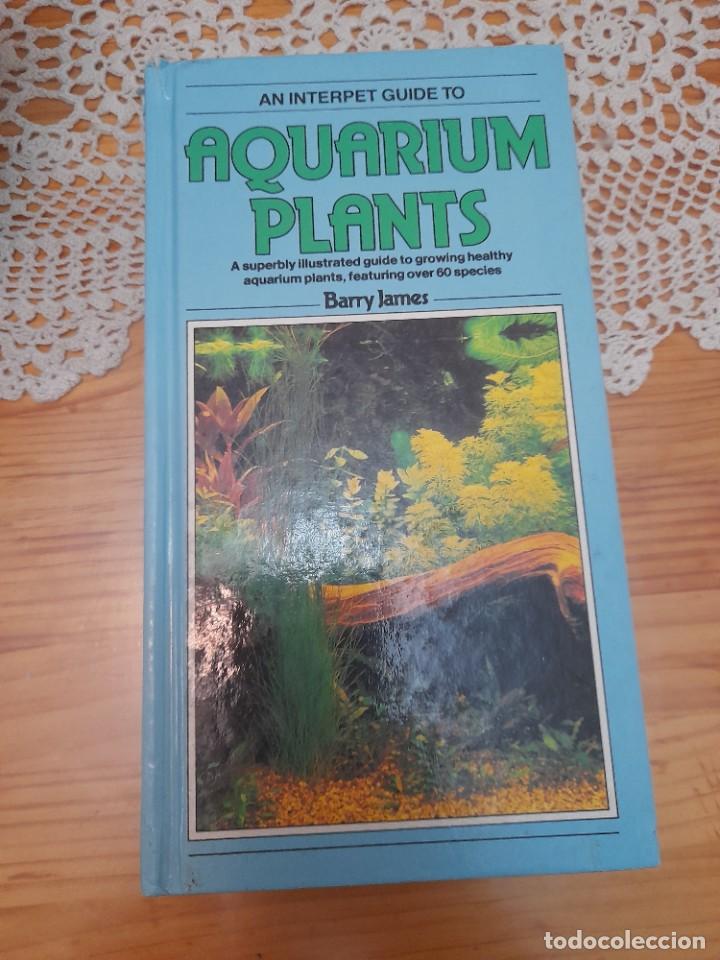 AN INTERPET GUIDE TO
AQUARIUM
PLANTS
A superbly illustrated guide to growing healthy
aquarium plants, featuring over 60 species
Barry James
todocoleccion